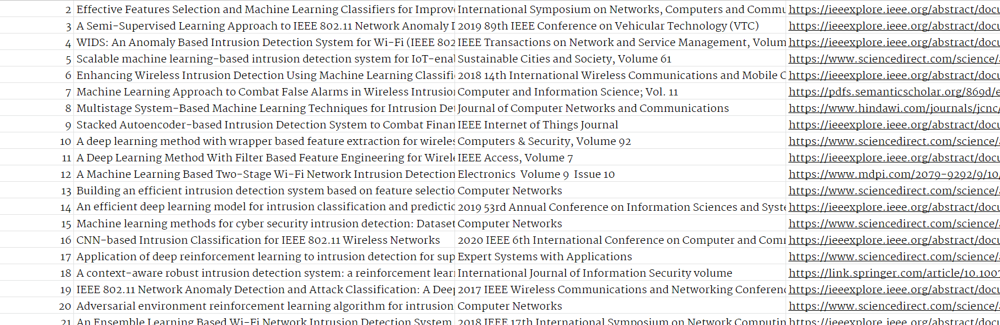 2 Effective Features Selection and Machine Learning Classifiers for Improve International Symposium on Networks, Computers and Commu https://ieeexplore.ieee.org/abstract/docu
3 A Semi-Supervised Learning Approach to IEEE 802.11 Network Anomaly D 2019 89th IEEE Conference on Vehicular Technology (VTC) https://ieeexplore.ieee.org/abstract/docu
4 WIDS: An Anomaly Based Intrusion Detection System for Wi-Fi (IEEE 802 IEEE Transactions on Network and Service Management, Volum https://ieeexplore.ieee.org/abstract/docu
5 Scalable machine learning-based intrusion detection system for IoT-enal Sustainable Cities and Society, Volume 61 https://www.sciencedirect.com/science/a
6 Enhancing Wireless Intrusion Detection Using Machine Learning Classifi 2018 14th International Wireless Communications and Mobile C https://ieeexplore.ieee.org/abstract/docu
7 Machine Learning Approach to Combat False Alarms in Wireless Intrusion Computer and Information Science; Vol. 11 https://pdfs.semanticscholar.org/869d/e
8 Multistage System-Based Machine Learning Techniques for Intrusion Det Journal of Computer Networks and Communications https://www.hindawi.com/journals/jcnc/
9 Stacked Autoencoder-based Intrusion Detection System to Combat Finan IEEE Internet of Things Journal https://ieeexplore.ieee.org/abstract/docu
10 A deep learning method with wrapper based feature extraction for wireles Computers & Security, Volume 92 https://www.sciencedirect.com/science/a
11 A Deep Learning Method With Filter Based Feature Engineering for Wirele IEEE Access, Volume 7 https://ieeexplore.ieee.org/abstract/docu
12 A Machine Learning Based Two-Stage Wi-Fi Network Intrusion Detection Electronics Volume 9 Issue 10 https://www.mdpi.com/2079-9292/9/10/
13 Building an efficient intrusion detection system based on feature selectio Computer Networks https://www.sciencedirect.com/science/a
14 An efficient deep learning model for intrusion classification and predictio 2019 53rd Annual Conference on Information Sciences and Syste https://ieeexplore.ieee.org/abstract/docu
15 Machine learning methods for cyber security intrusion detection: Dataset Computer Networks https://www.sciencedirect.com/science/a
16 CNN-based Intrusion Classification for IEEE 802.11 Wireless Networks 2020 IEEE 6th International Conference on Computer and Comm https://ieeexplore.ieee.org/abstract/docu
17 Application of deep reinforcement learning to intrusion detection for sup Expert Systems with Applications https://www.sciencedirect.com/science/a
18 A context-aware robust intrusion detection system: a reinforcement lear International Journal of Information Security volume https://link.springer.com/article/10.1007
19 IEEE 802.11 Network Anomaly Detection and Attack Classification: A Deep 2017 IEEE Wireless Communications and Networking Conferenc https://ieeexplore.ieee.org/abstract/docu
20 Adversarial environment reinforcement learning algorithm for intrusion Computer Networks https://www.sciencedirect.com/science/a
21 An Ensemble Learning Based Wi-Fi Network Intrusion Detection System 2018 IEEE 17th International Symposium on Network Computin https://ieeexplore.ieee.org/abstract/docu